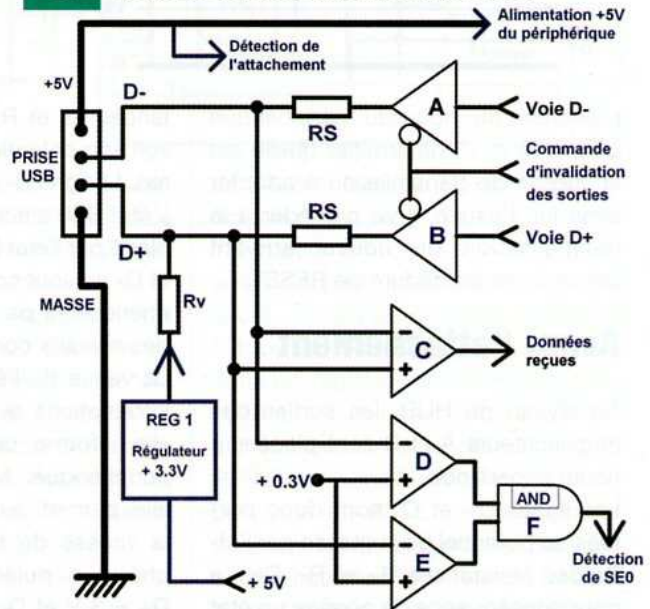 Alimentation +5V
du périphérique
Détection de
l'attachement
+5V
D-
A
Voie D-
RS
PRISE
USB
Commande
d'invalidation
des sorties
RS
B
Voie D+
D+
MASSE
Rv
-
C
+
Données
reçues
REG 1
Régulateur
+ 3.3V
-
D
+
+ 0.3V
AND
F
-
E
+
Détection
de SE0
+ 5V